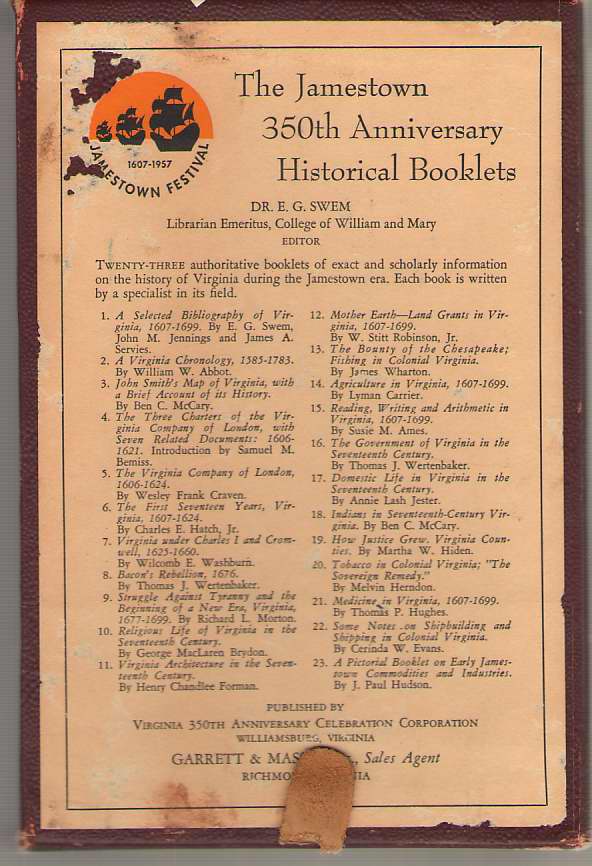 The Jamestown
350th Anniversary
Historical Booklets
1607-1957
JAMESTOWN FESTIVAL
DR. E. G. SWEM
Librarian Emeritus, College of William and Mary
EDITOR
TWENTY-THREE authoritative booklets of exact and scholarly information
on the history of Virginia during the Jamestown era. Each book is written
by a specialist in its field.
1. A Selected Bibliography of Vir-
ginia, 1607-1699. By E. G. Swem,
John M. Jennings and James A.
Servies.
2. A Virginia Chronology, 1585-1783.
By William W. Abbot.
3. John Smith's Map of Virginia, with
a Brief Account of its History.
By Ben C. McCary.
4. The Three Charters of the Vir-
ginia Company of London, with
Seven Related Documents: 1606-
1621. Introduction by Samuel M.
Bemiss.
5. The Virginia Company of London,
1606-1624.
By Wesley Frank Craven.
6. The First Seventeen Years, Vir-
ginia, 1607-1624.
By Charles E. Hatch, Jr.
7. Virginia under Charles I and Crom-
well, 1625-1660.
By Wilcomb E. Washburn.
8. Bacon's Rebellion, 1676.
By Thomas J. Wertenbaker.
9. Struggle Against Tyranny and the
Beginning of a New Era, Virginia,
1677-1699. By Richard L. Morton.
10. Religious Life of Virginia in the
Seventeenth Century.
By George MacLaren Brydon.
11. Virginia Architecture in the Seven-
teenth Century.
By Henry Chandlee Forman.
12. Mother Earth—Land Grants in Vir-
ginia, 1607-1699.
By W. Stitt Robinson, Jr.
13. The Bounty of the Chesapeake;
Fishing in Colonial Virginia.
By James Wharton.
14. Agriculture in Virginia, 1607-1699.
By Lyman Carrier.
15. Reading, Writing and Arithmetic in
Virginia, 1607-1699.
By Susie M. Ames.
16. The Government of Virginia in the
Seventeenth Century.
By Thomas J. Wertenbaker.
17. Domestic Life in Virginia in the
Seventeenth Century.
By Annie Lash Jester.
18. Indians in Seventeenth-Century Vir-
ginia. By Ben C. McCary.
19. How Justice Grew. Virginia Coun-
ties. By Martha W. Hiden.
20. Tobacco in Colonial Virginia; "The
Sovereign Remedy."
By Melvin Herndon.
21. Medicine in Virginia, 1607-1699.
By Thomas P. Hughes.
22. Some Notes on Shipbuilding and
Shipping in Colonial Virginia.
By Cerinda W. Evans.
23. A Pictorial Booklet on Early James-
town Commodities and Industries.
By J. Paul Hudson.
PUBLISHED BY
VIRGINIA 350TH ANNIVERSARY CELEBRATION CORPORATION
WILLIAMSBURG, VIRGINIA
GARRETT & Sales Agent